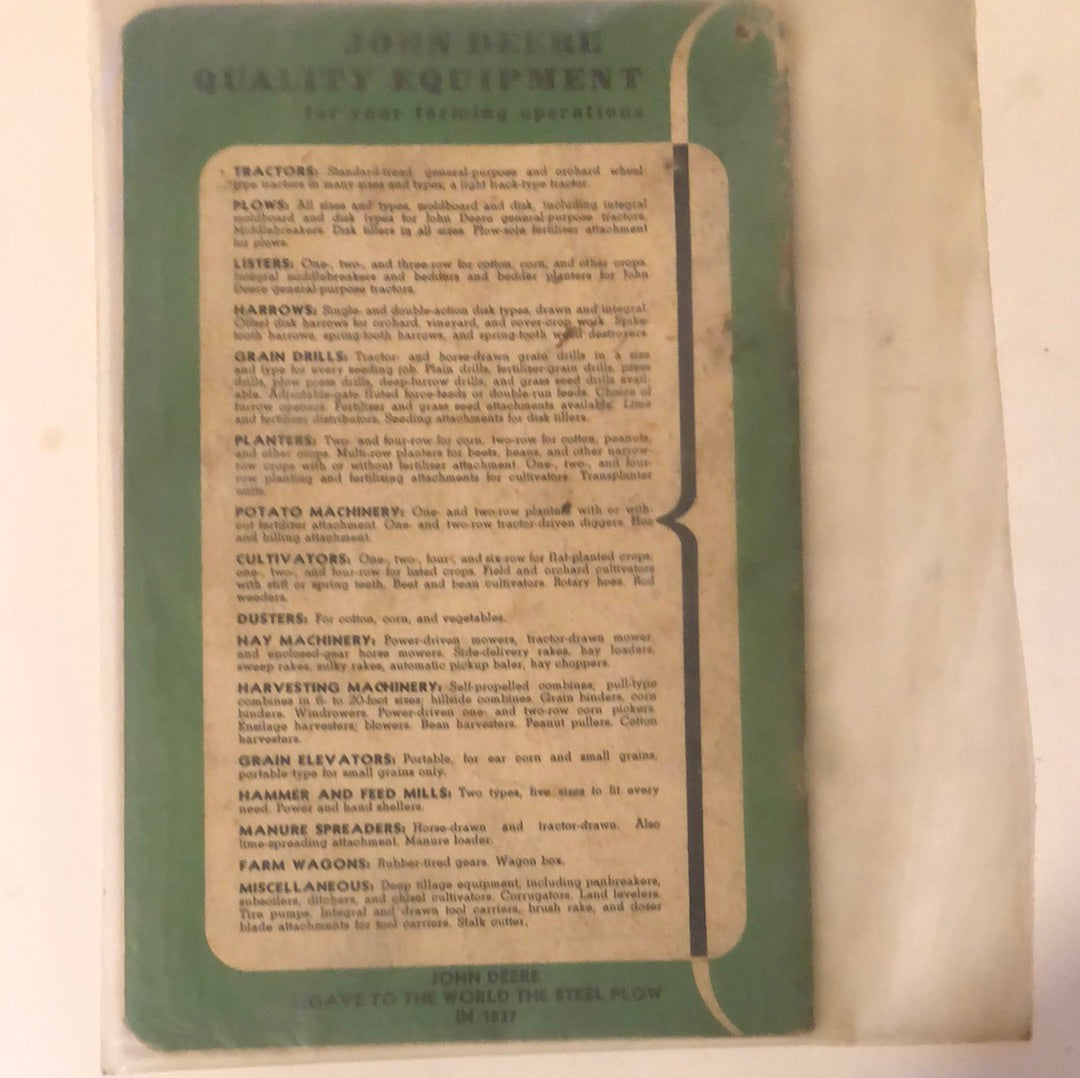 JOHN DEERE
QUALITY EQUIPMENT
for your farming operations
TRACTORS: Standard-tread, general-purpose and orchard wheel-
type tractors in many sizes and types; a light track-type tractor.
PLOWS: All sizes and types, moldboard and disk, including integral
moldboard and disk types for John Deere general-purpose tractors.
Middlebreakers. Disk tillers in all sizes. Plow-sole fertilizer attachment
for plows.
LISTERS: One-, two-, and three-row for cotton, corn, and other crops.
Integral middlebreakers and bedders and bedder planters for John
Deere general-purpose tractors.
HARROWS: Single- and double-action disk types, drawn and integral.
Offset disk harrows for orchard, vineyard, and cover-crop work. Spike-
tooth harrows, spring-tooth harrows, and spring-tooth weed destroyers.
GRAIN DRILLS: Tractor- and horse-drawn grain drills in a size
and type for every seeding job. Plain drills, fertilizer-grain drills, press
drills, plow press drills, deep-furrow drills, and grass seed drills avail-
able. Adjustable-gate fluted force-feeds or double-run feeds. Choice of
furrow openers. Fertilizer and grass seed attachments available. Lime
and fertilizer distributors. Seeding attachments for disk tillers.
PLANTERS: Two- and four-row for corn, two-row for cotton, peanuts,
and other crops. Multi-row planters for beets, beans, and other narrow-
row crops with or without fertilizer attachment. One-, two-, and four-
row planting and fertilizing attachments for cultivators. Transplanter
units.
POTATO MACHINERY: One- and two-row planters with or with-
out fertilizer attachment. One- and two-row tractor-driven diggers. Hoe
and hilling attachment.
CULTIVATORS: One-, two-, four-, and six-row for flat-planted crops;
one-, two-, and four-row for listed crops. Field and orchard cultivators
with stiff or spring teeth. Beet and bean cultivators. Rotary hoes. Rod
weeders.
DUSTERS: For cotton, corn, and vegetables.
HAY MACHINERY: Power-driven mowers, tractor-drawn mower,
and enclosed-gear horse mowers. Side-delivery rakes, hay loaders,
sweep rakes, sulky rakes, automatic pickup baler, hay choppers.
HARVESTING MACHINERY: Self-propelled combines; pull-type
combines in 6- to 20-foot sizes; hillside combines. Grain binders, corn
binders. Windrowers. Power-driven one- and two-row corn pickers.
Ensilage harvesters; blowers. Bean harvesters. Peanut pullers. Cotton
harvesters.
GRAIN ELEVATORS: Portable, for ear corn and small grains,
portable type for small grains only.
HAMMER AND FEED MILLS: Two types, five sizes to fit every
need. Power and hand shellers.
MANURE SPREADERS: Horse-drawn and tractor-drawn. Also
lime-spreading attachment. Manure loader.
FARM WAGONS: Rubber-tired gears. Wagon box.
MISCELLANEOUS: Deep tillage equipment, including panbreakers,
subsoilers, ditchers, and chisel cultivators. Corrugators. Land levelers.
Tire pumps. Integral and drawn tool carriers, brush rake, and dozer
blade attachments for tool carriers. Stalk cutter.
JOHN DEERE
GAVE TO THE WORLD THE STEEL PLOW
IN 1837